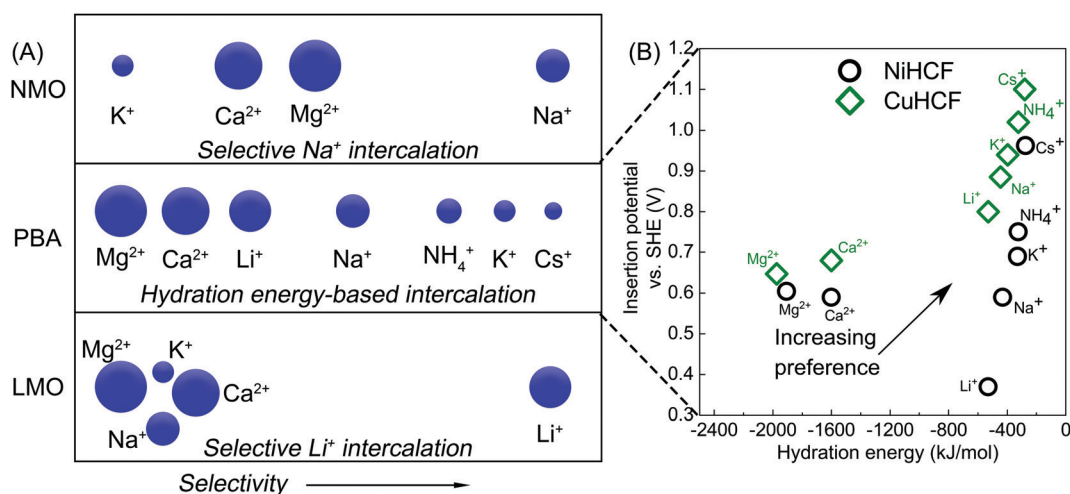 (A)
NMO
K⁺
Ca²⁺
Mg²⁺
Na⁺
Selective Na⁺ intercalation
PBA
Mg²⁺
Ca²⁺
Li⁺
Na⁺
NH₄⁺
K⁺
Cs⁺
Hydration energy-based intercalation
LMO
Mg²⁺
K⁺
Ca²⁺
Na⁺
Li⁺
Selective Li⁺ intercalation
Selectivity
(B)
Insertion potential
vs. SHE (V)
1.2
1.1
1.0
0.9
0.8
0.7
0.6
0.5
0.4
0.3
NiHCF
CuHCF
Cs⁺
NH₄⁺
Cs⁺
K⁺
Na⁺
Li⁺
NH₄⁺
K⁺
Mg²⁺
Ca²⁺
Mg²⁺
Ca²⁺
Na⁺
Li⁺
Increasing
preference
-2400 -2000 -1600 -1200 -800 -400 0
Hydration energy (kJ/mol)